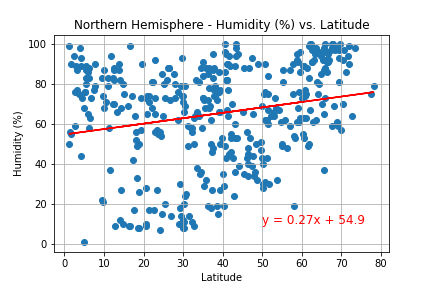 Northern Hemisphere - Humidity (%) vs. Latitude
100
80
60
40
20
0
Humidity (%)
y = 0.27x + 54.9
0 10 20 30 40 50 60 70 80
Latitude